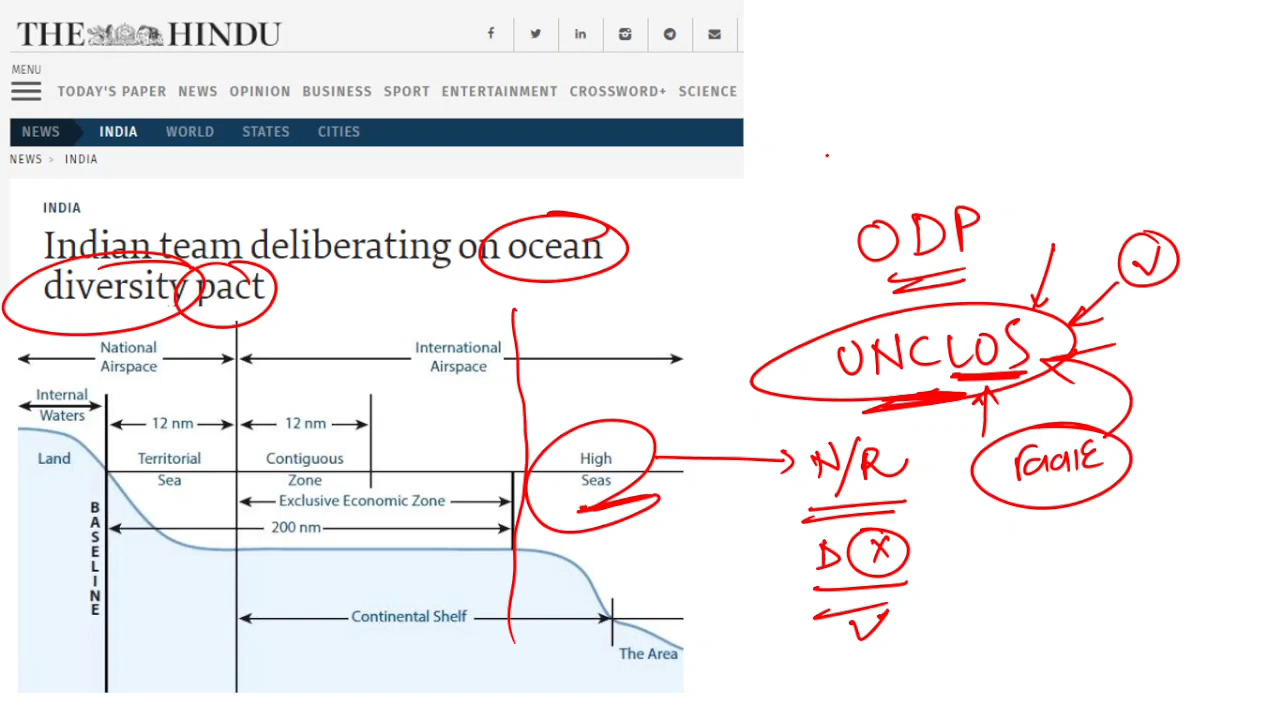 THE HINDU
MENU
TODAY'S PAPER NEWS OPINION BUSINESS SPORT ENTERTAINMENT CROSSWORD+ SCIENCE
NEWS INDIA WORLD STATES CITIES
NEWS > INDIA
INDIA
Indian team deliberating on ocean
diversity pact
National
Airspace
International
Airspace
Internal
Waters
12 nm
12 nm
Land
Territorial
Sea
Contiguous
Zone
High
Seas
Exclusive Economic Zone
200 nm
BASELINE
Continental Shelf
The Area
ODP
UNCLOS
N/R
D X